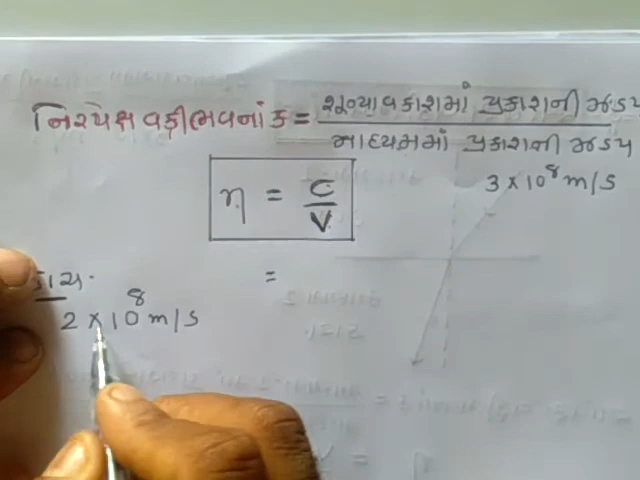 નિરપેક્ષ વક્રીભવનાંક = શૂન્યાવકાશમાં પ્રકાશની ઝડપ
માધ્યમમાં પ્રકાશની ઝડપ
3 × 10⁸ m/s
η = C/V
કાચ.
=
2 × 10⁸ m/s